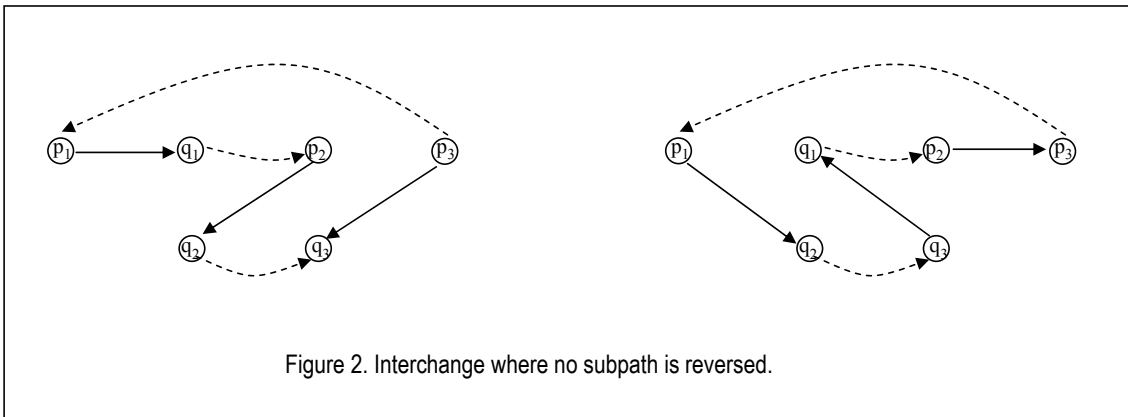 p1 q1 p2 p3
q2 q3
p1 q1 p2 p3
q2 q3
Figure 2. Interchange where no subpath is reversed.